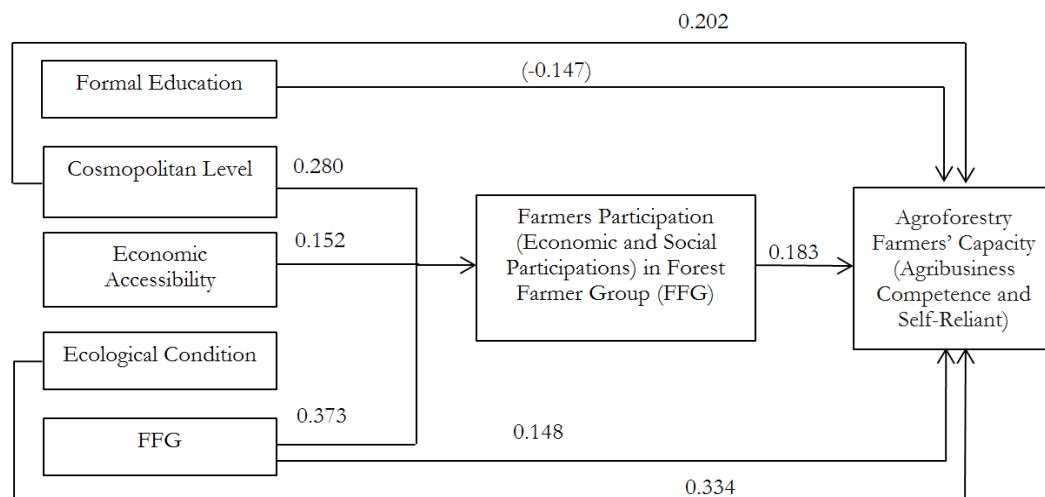 0.202
Formal Education
(-0.147)
Cosmopolitan Level
0.280
Economic
Accessibility
0.152
Farmers Participation
(Economic and Social
Participations) in Forest
Farmer Group (FFG)
0.183
Agroforestry
Farmers’ Capacity
(Agribusiness
Competence and
Self-Reliant)
Ecological Condition
FFG
0.373
0.148
0.334